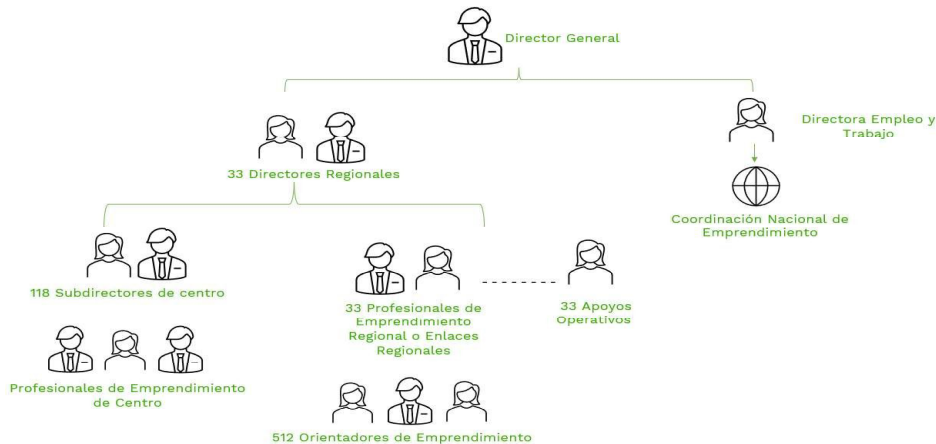 Director General
Directora Empleo y
Trabajo
33 Directores Regionales
Coordinación Nacional de
Emprendimiento
118 Subdirectores de centro
33 Profesionales de
Emprendimiento
Regional o Enlaces
Regionales
33 Apoyos
Operativos
Profesionales de Emprendimiento
de Centro
512 Orientadores de Emprendimiento